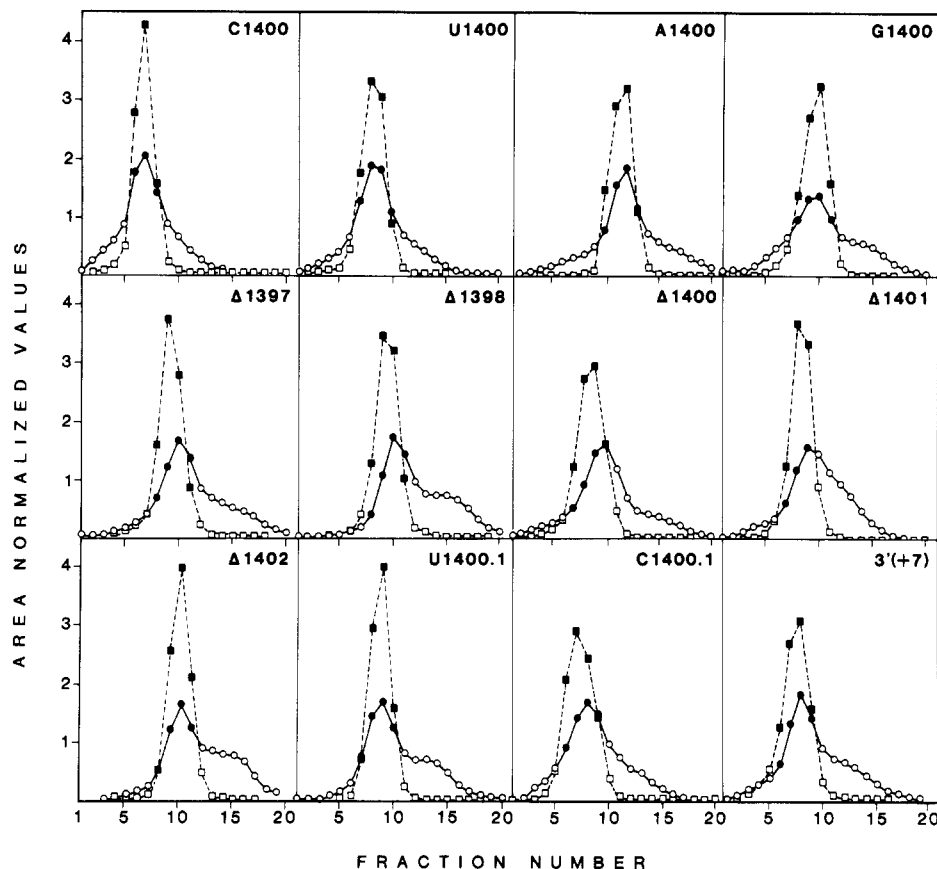 C1400 U1400 A1400 G1400
4
3
2
1
Δ1397 Δ1398 Δ1400 Δ1401
4
3
2
1
Δ1402 U1400.1 C1400.1 3'(+7)
4
3
2
1
1 5 10 15 20 5 10 15 20 5 10 15 20 5 10 15 20
AREA NORMALIZED VALUES
FRACTION NUMBER